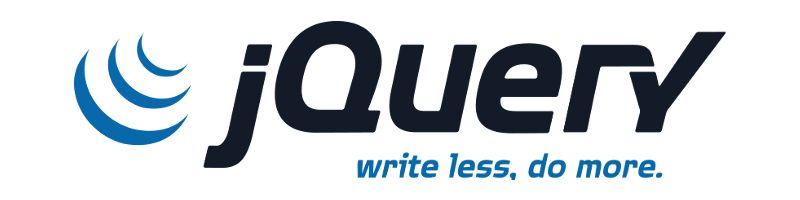 jQuery
write less, do more.